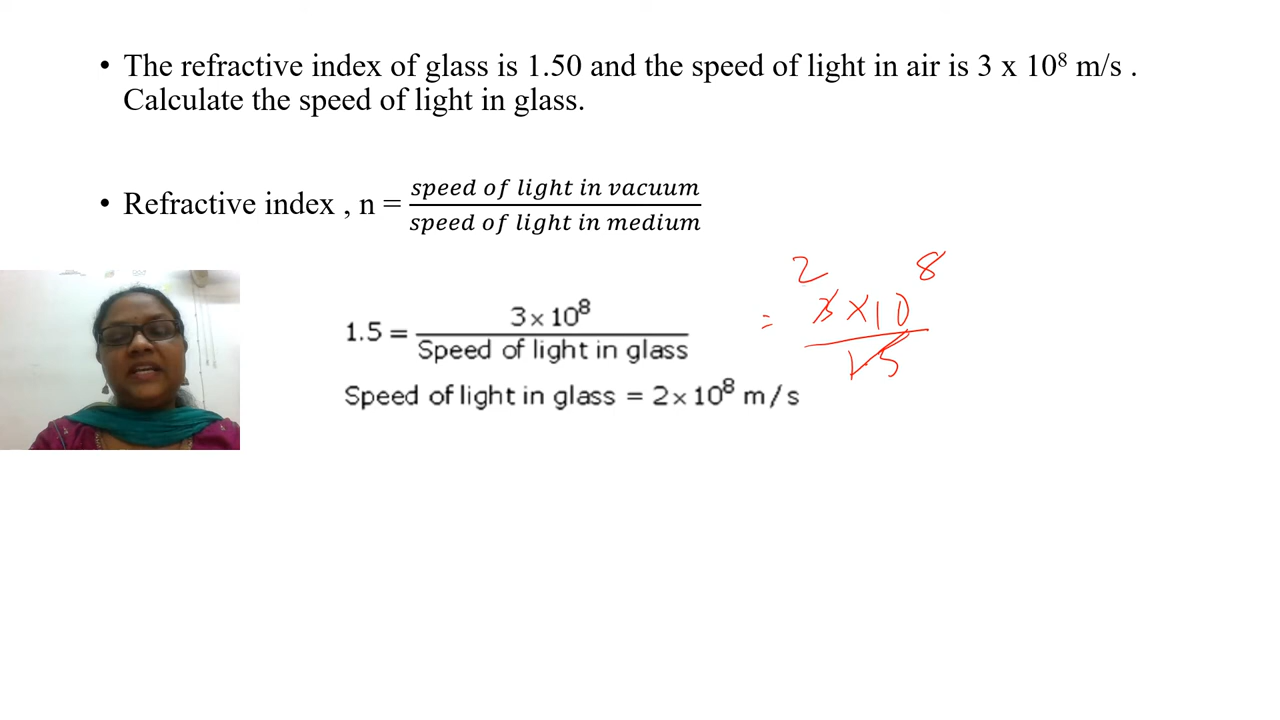 • The refractive index of glass is 1.50 and the speed of light in air is 3 x 10⁸ m/s .
Calculate the speed of light in glass.
• Refractive index , n = speed of light in vacuum / speed of light in medium
1.5 = 3 × 10⁸ / Speed of light in glass
Speed of light in glass = 2 × 10⁸ m / s
2 8
= 3 × 10
1.5